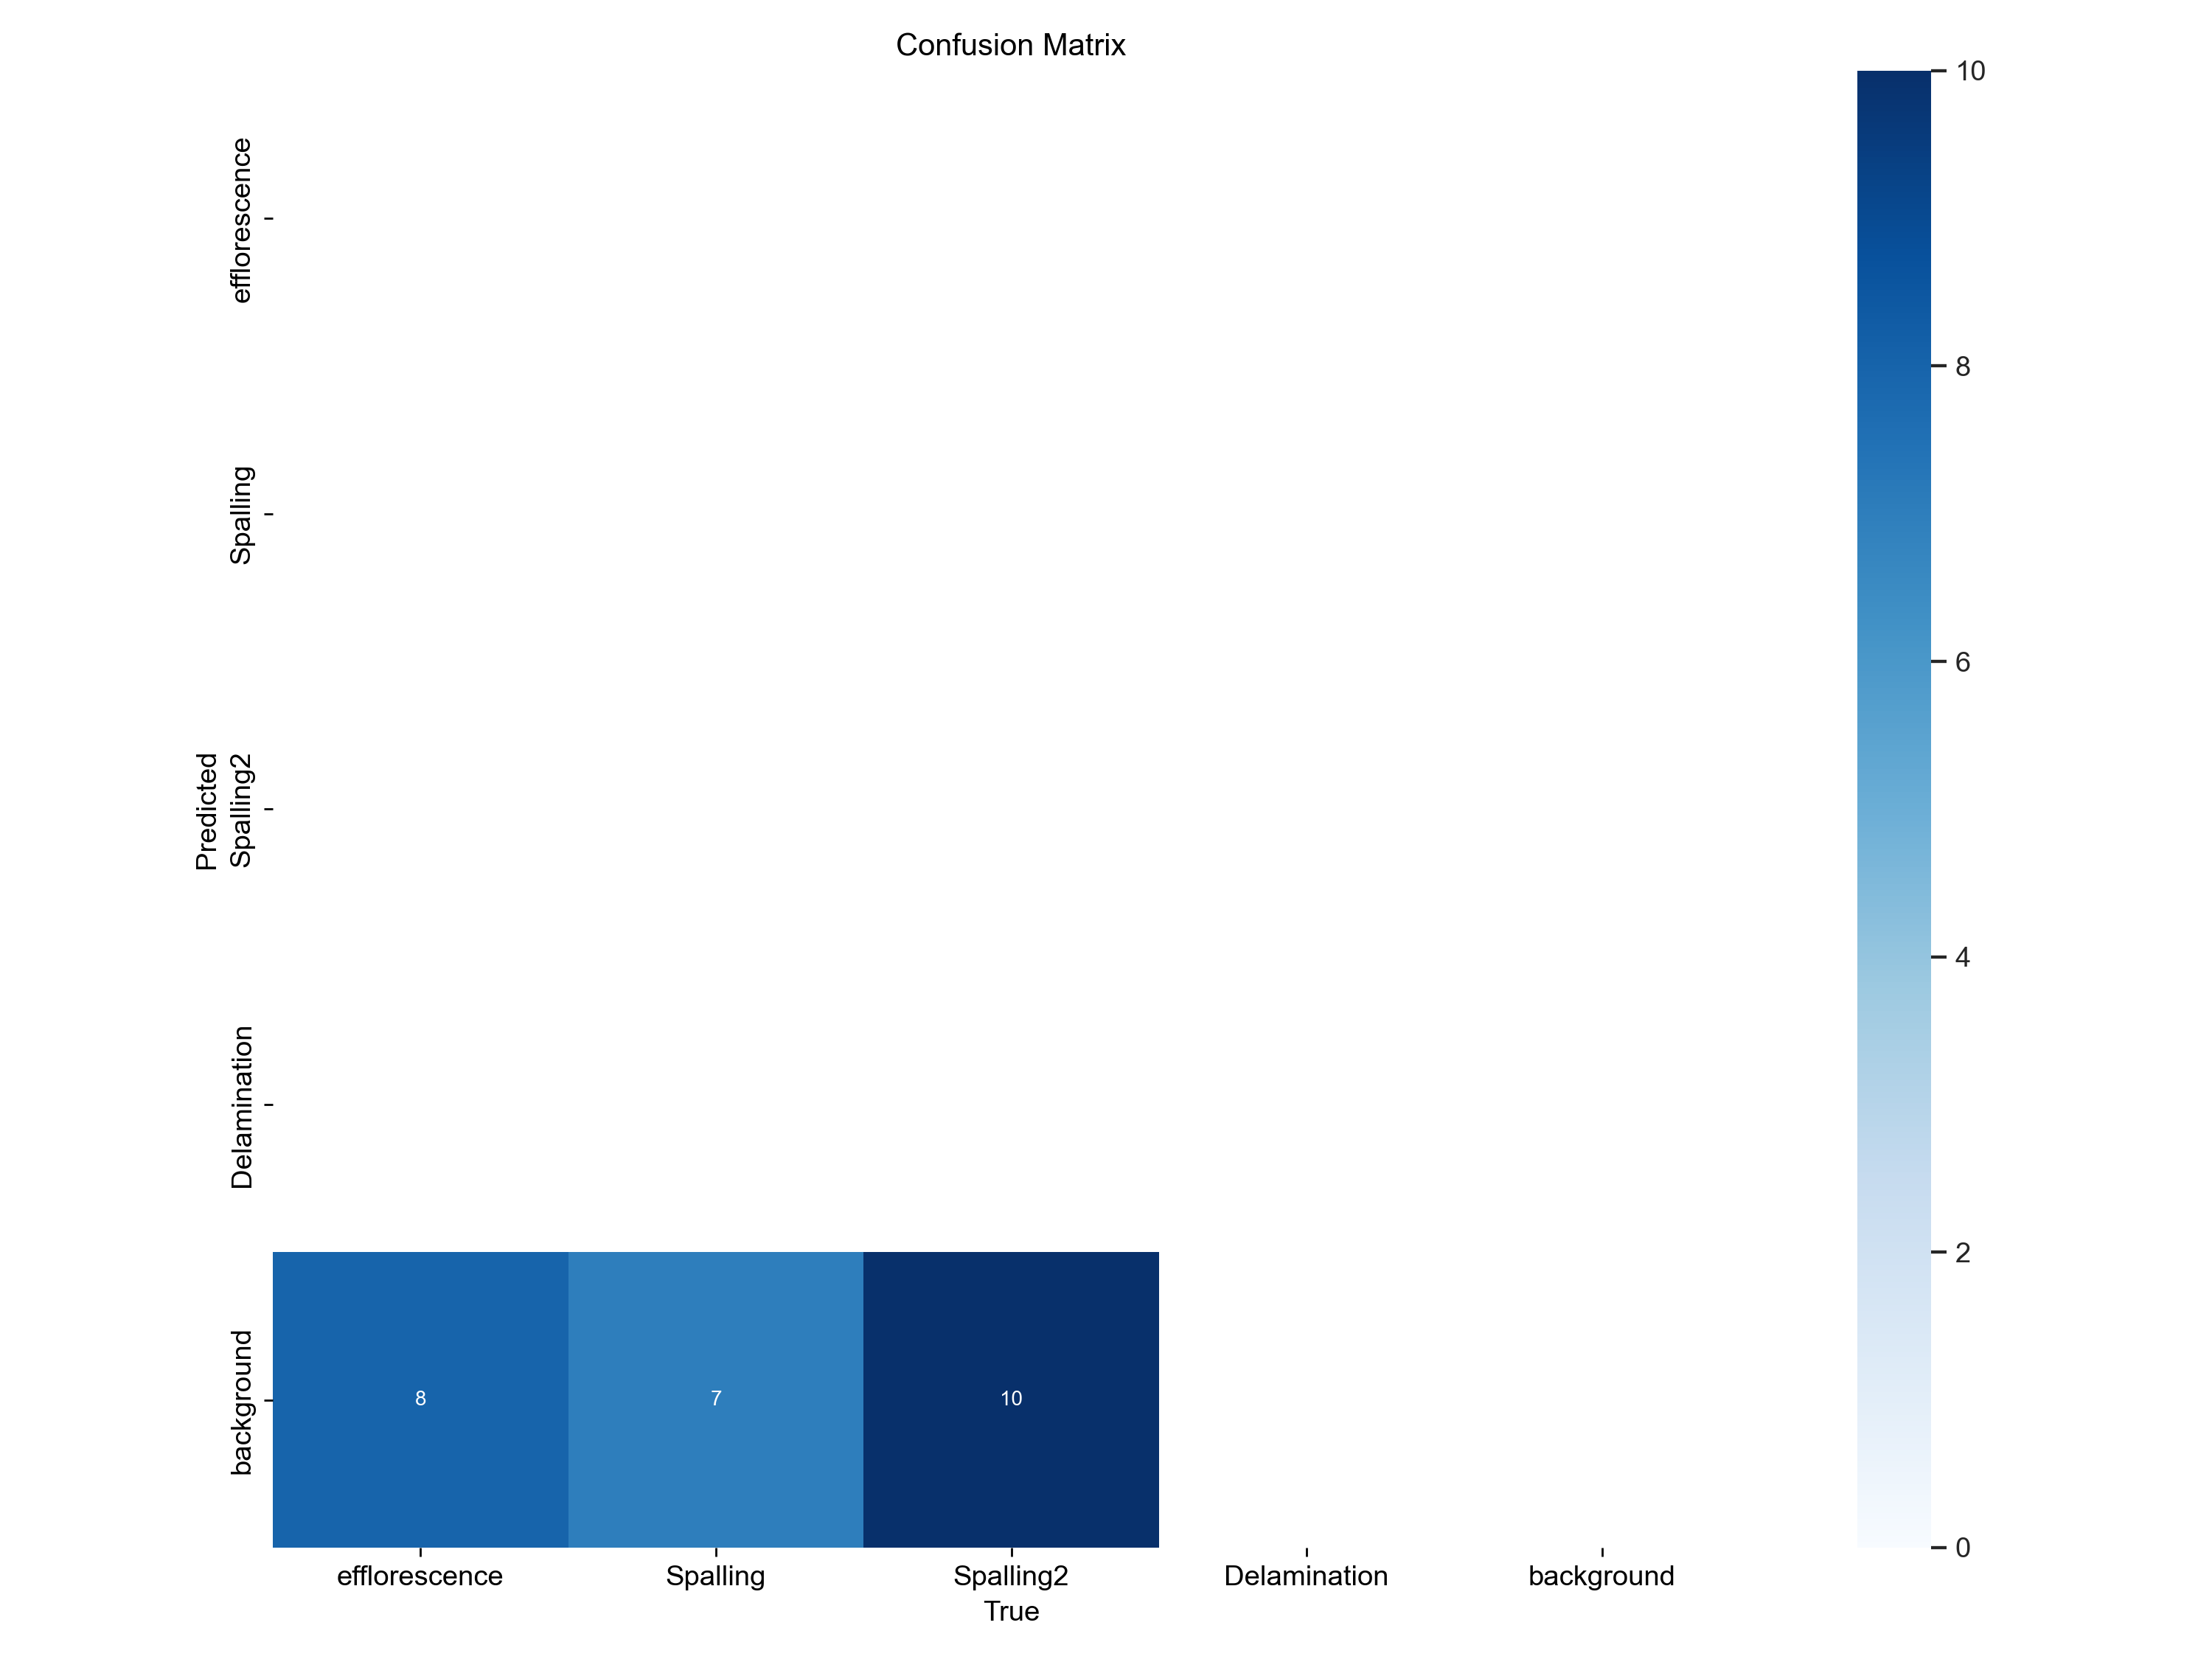 Confusion Matrix
efflorescence
Spalling
Spalling2
Delamination
background
Predicted
8
7
10
efflorescence
Spalling
Spalling2
Delamination
background
True
10
8
6
4
2
0